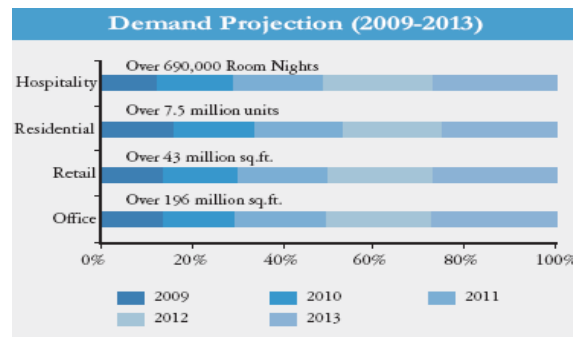 Demand Projection (2009-2013)
Over 690,000 Room Nights
Hospitality
Over 7.5 million units
Residential
Over 43 million sq.ft.
Retail
Over 196 million sq.ft.
Office
0% 20% 40% 60% 80% 100%
2009 2010 2011
2012 2013